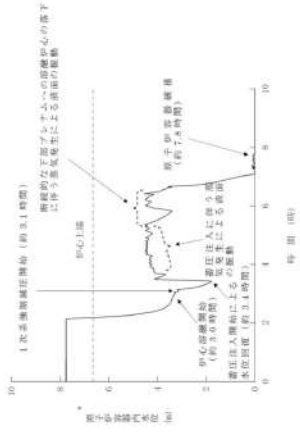 1次系強制減圧開始(約3.1時間)
断続的な下部プレナムへの溶融炉心の落下
に伴う蒸気発生による液面の振動
炉心上端
原子炉容器内水位*
(m)
10
8
6
4
2
0
炉心溶融開始
(約3.0時間)
蓄圧注入開始による
水位回復(約3.4時間)
蓄圧注入に伴う蒸
気発生による液面
の振動
原子炉容器破損
(約7.8時間)
0
2
4
6
8
10
時間(時)